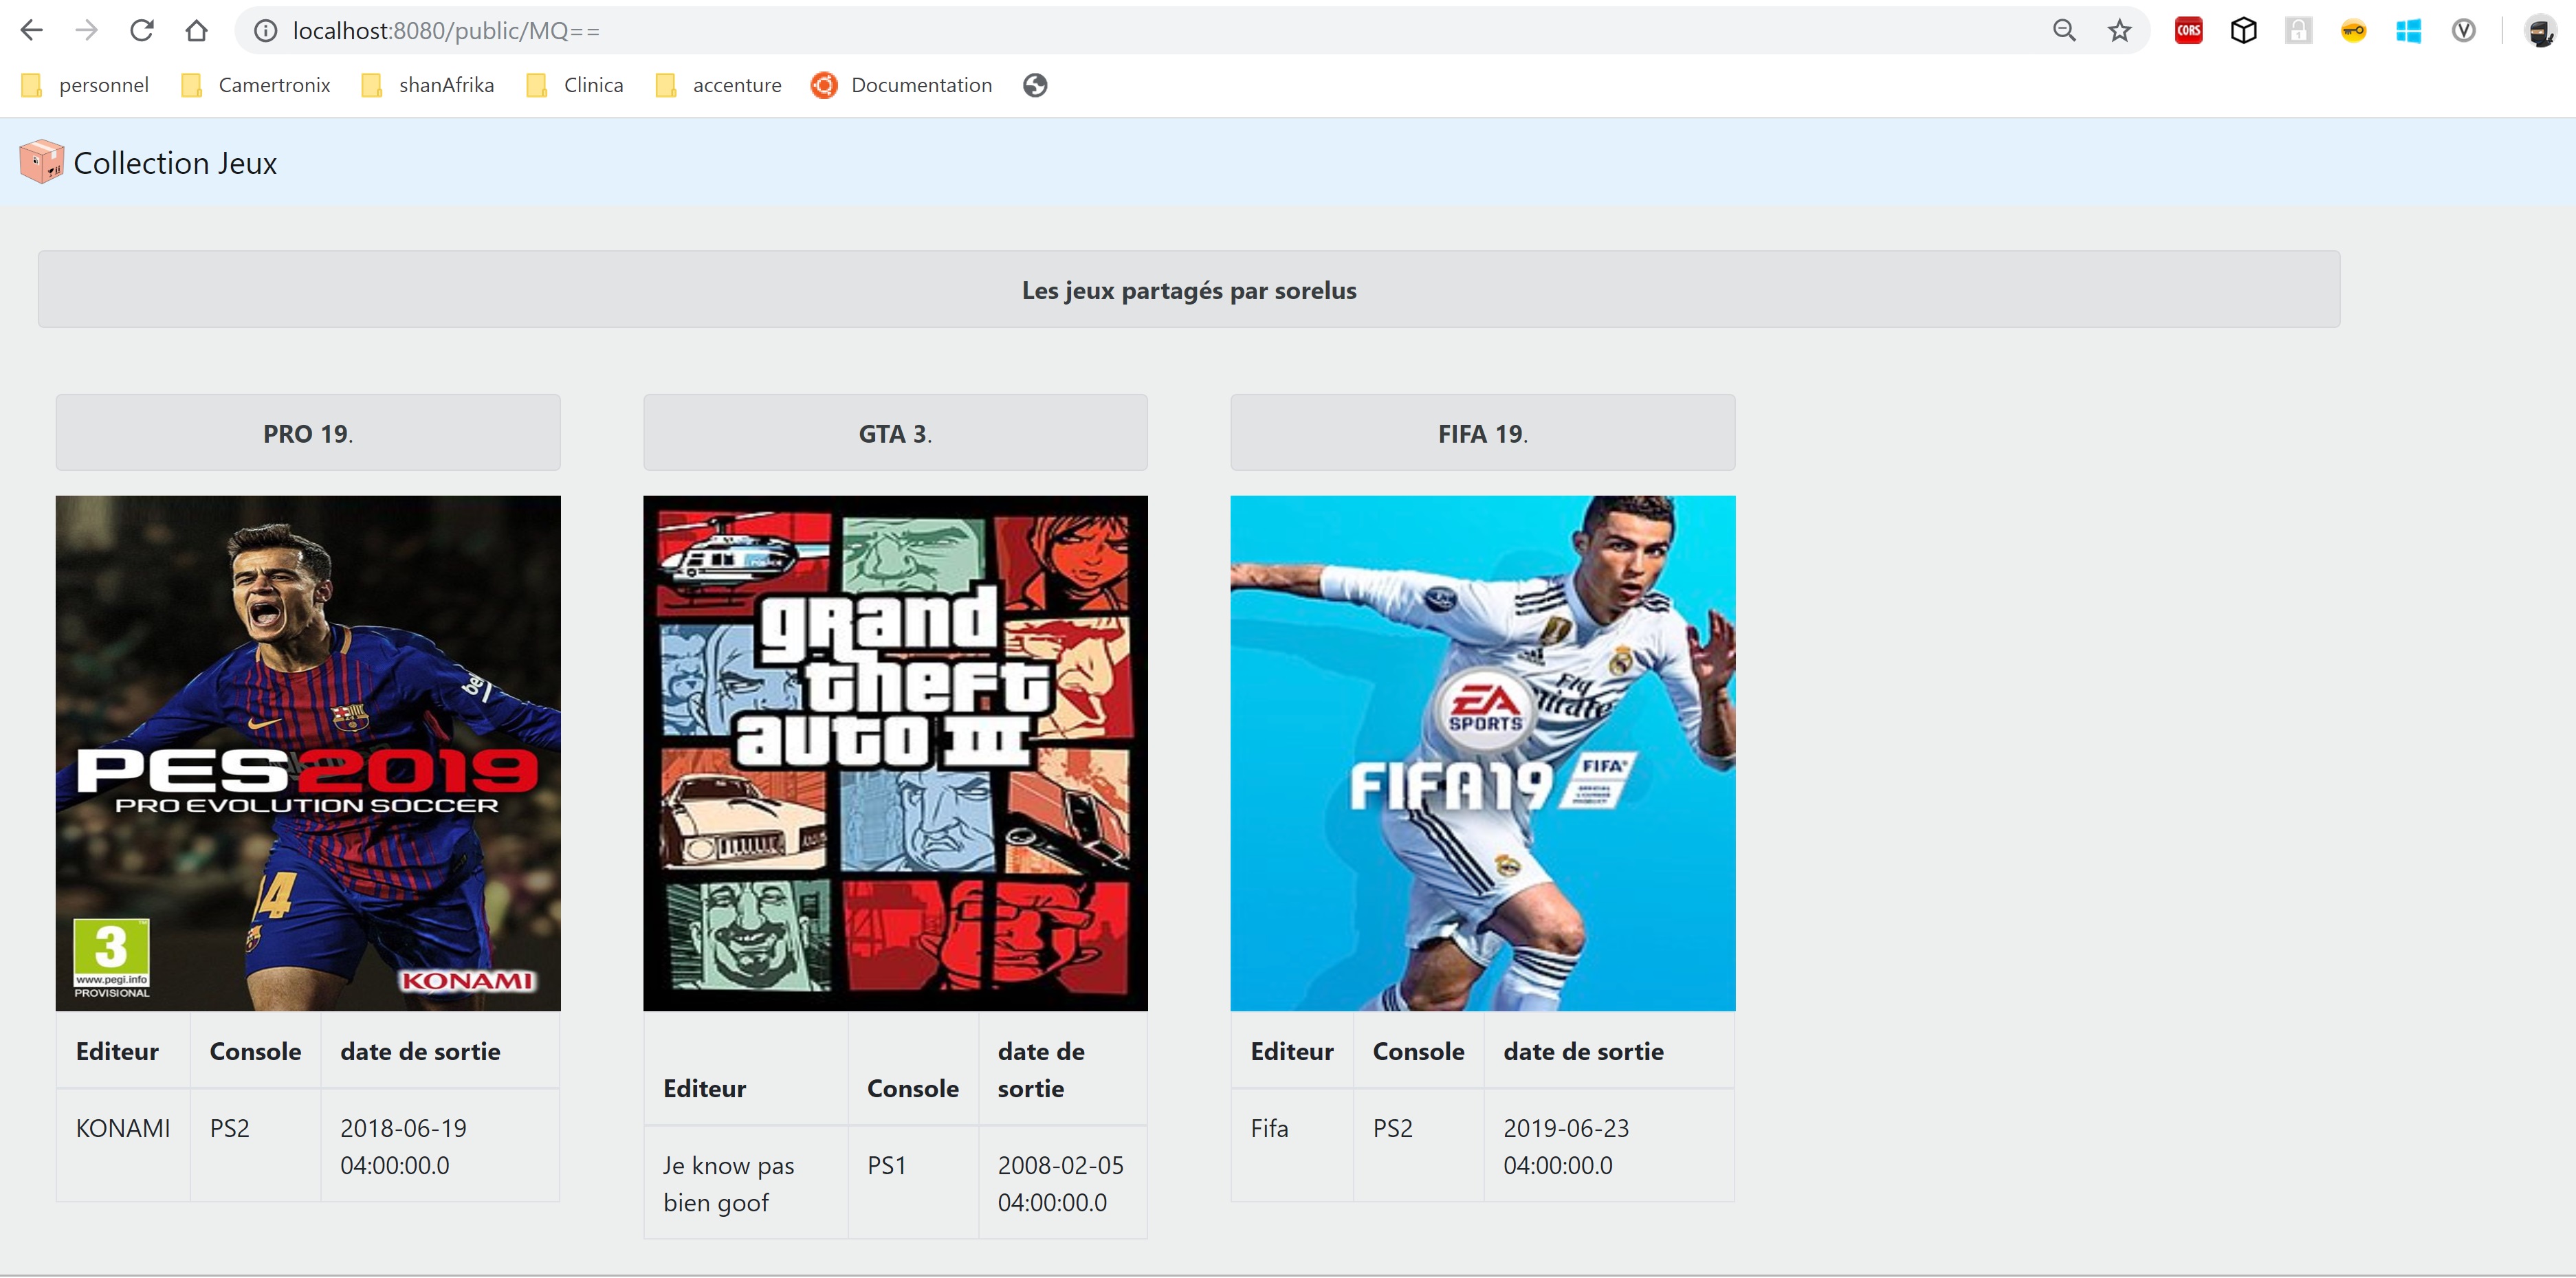 localhost:8080/public/MQ==
CORS
1
V
personnel
Camertronix
shanAfrika
Clinica
accenture
Documentation
Collection Jeux
Les jeux partagés par sorelus
PRO 19.
GTA 3.
FIFA 19.
beko
14
PES2019
PRO EVOLUTION SOCCER
3
www.pegi.info
PROVISIONAL
KONAMI
POLICE
grand
theft
auto III
Fly
Emirates
EA
SPORTS
FIFA19
FIFA
Editeur
Console
date de sortie
KONAMI
PS2
2018-06-19
04:00:00.0
Editeur
Console
date de
sortie
Je know pas
bien goof
PS1
2008-02-05
04:00:00.0
Editeur
Console
date de sortie
Fifa
PS2
2019-06-23
04:00:00.0